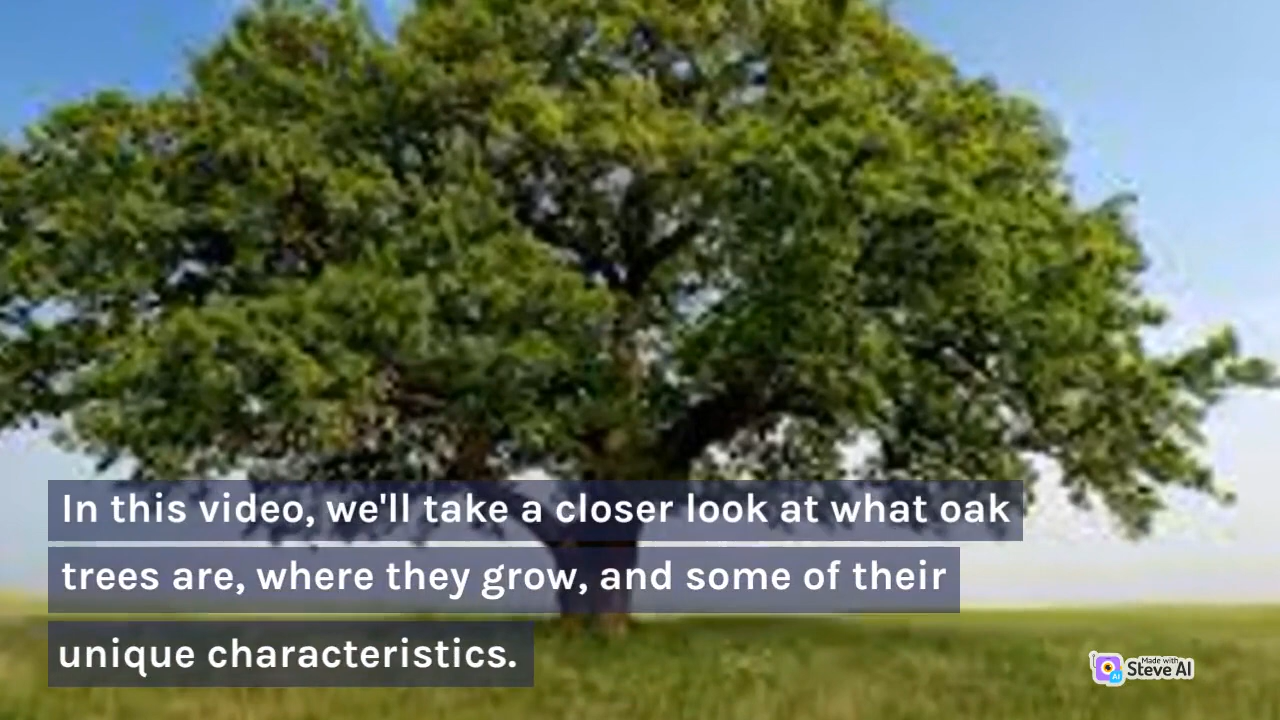 In this video, we'll take a closer look at what oak
trees are, where they grow, and some of their
unique characteristics.
Made with
Steve AI
AI